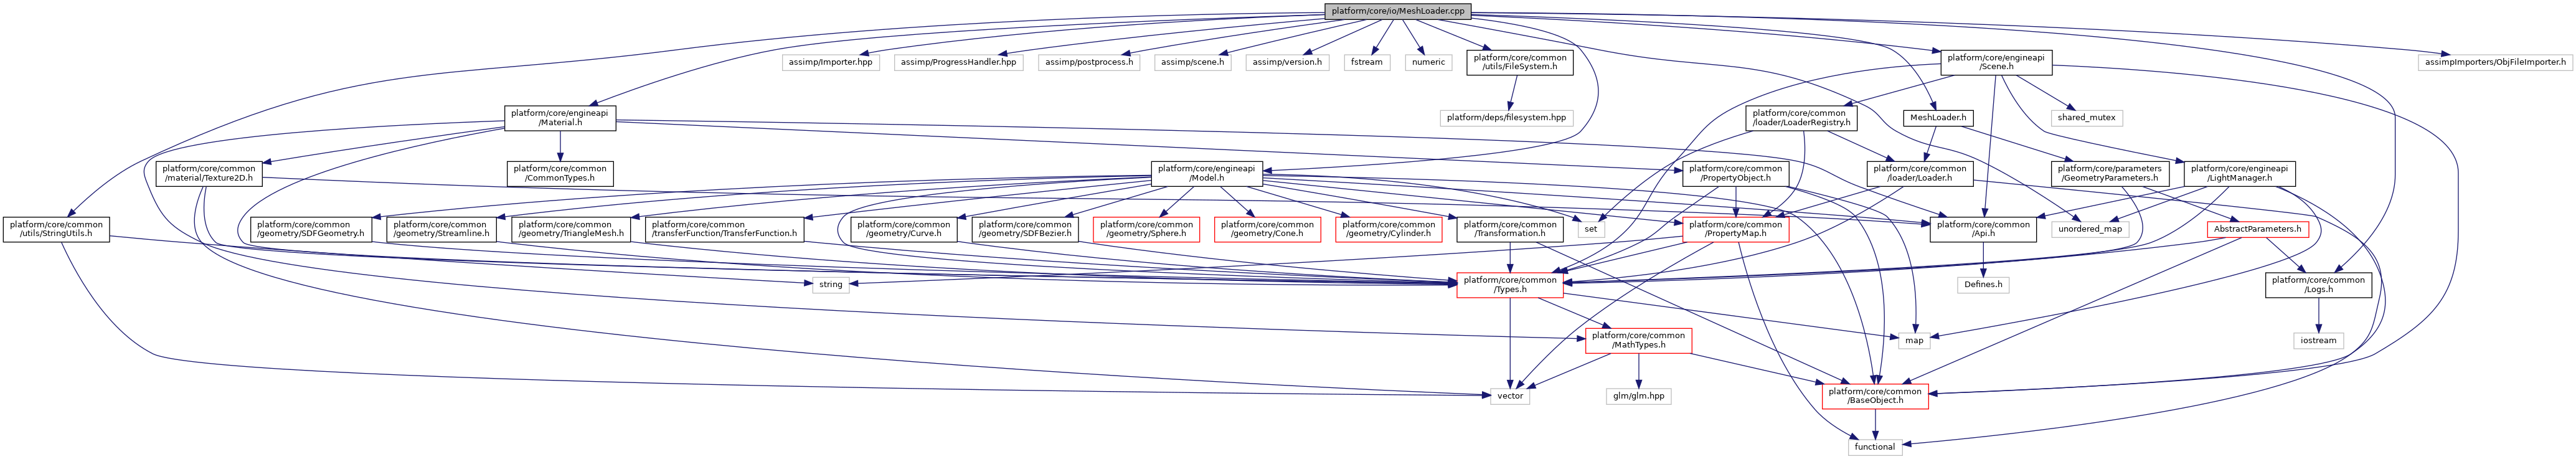 platform/core/io/MeshLoader.cpp
assimp/Importer.hpp
assimp/ProgressHandler.hpp
assimp/postprocess.h
assimp/scene.h
assimp/version.h
fstream
numeric
platform/core/common
/utils/FileSystem.h
platform/core/engineapi
/Scene.h
assimpImporters/ObjFileImporter.h
platform/core/engineapi
/Material.h
platform/deps/filesystem.hpp
platform/core/common
/loader/LoaderRegistry.h
MeshLoader.h
shared_mutex
platform/core/common
/material/Texture2D.h
platform/core/common
/CommonTypes.h
platform/core/engineapi
/Model.h
platform/core/common
/PropertyObject.h
platform/core/common
/loader/Loader.h
platform/core/parameters
/GeometryParameters.h
platform/core/engineapi
/LightManager.h
platform/core/common
/utils/StringUtils.h
platform/core/common
/geometry/SDFGeometry.h
platform/core/common
/geometry/Streamline.h
platform/core/common
/geometry/TriangleMesh.h
platform/core/common
/transferFunction/TransferFunction.h
platform/core/common
/geometry/Curve.h
platform/core/common
/geometry/SDFBezier.h
platform/core/common
/geometry/Sphere.h
platform/core/common
/geometry/Cone.h
platform/core/common
/geometry/Cylinder.h
platform/core/common
/Transformation.h
set
platform/core/common
/PropertyMap.h
platform/core/common
/Api.h
unordered_map
AbstractParameters.h
string
platform/core/common
/Types.h
Defines.h
platform/core/common
/Logs.h
platform/core/common
/MathTypes.h
map
iostream
vector
glm/glm.hpp
platform/core/common
/BaseObject.h
functional